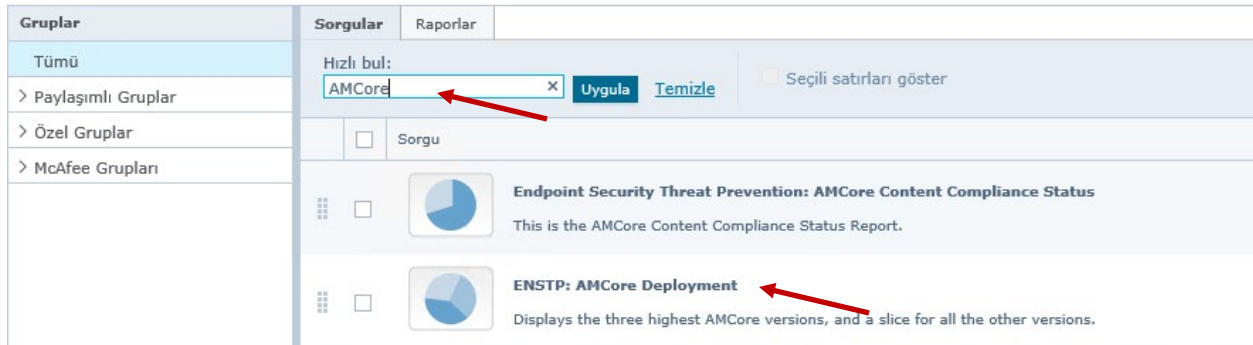 Gruplar
Tümü
Paylaşımlı Gruplar
Özel Gruplar
McAfee Grupları
Sorgular
Raporlar
Hızlı bul:
AMCore
Uygula
Temizle
Seçili satırları göster
Sorgu
Endpoint Security Threat Prevention: AMCore Content Compliance Status
This is the AMCore Content Compliance Status Report.
ENSTP: AMCore Deployment
Displays the three highest AMCore versions, and a slice for all the other versions.